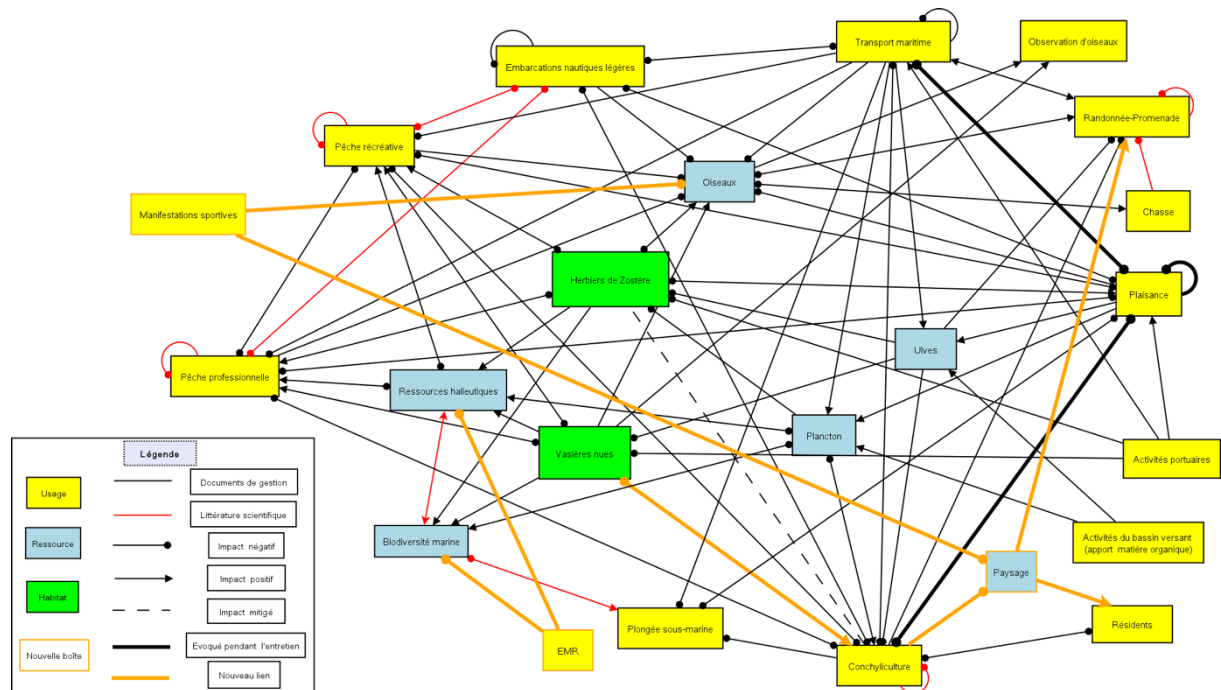 Transport maritime
Observation d'oiseaux
Embarcations nautiques légères
Randonnée-Promenade
Pêche récréative
Oiseaux
Manifestations sportives
Chasse
Herbiers de Zostère
Plaisance
Ulves
Pêche professionnelle
Ressources halieutiques
Plancton
Vasières nues
Activités portuaires
Légende
Usage
Documents de gestion
Littérature scientifique
Ressource
Impact négatif
Impact positif
Habitat
Impact mitigé
Nouvelle boîte
Evoqué pendant l'entretien
Nouveau lien
Biodiversité marine
Activités du bassin versant
(apport matière organique)
Paysage
Plongée sous-marine
Résidents
EMR
Conchyliculture